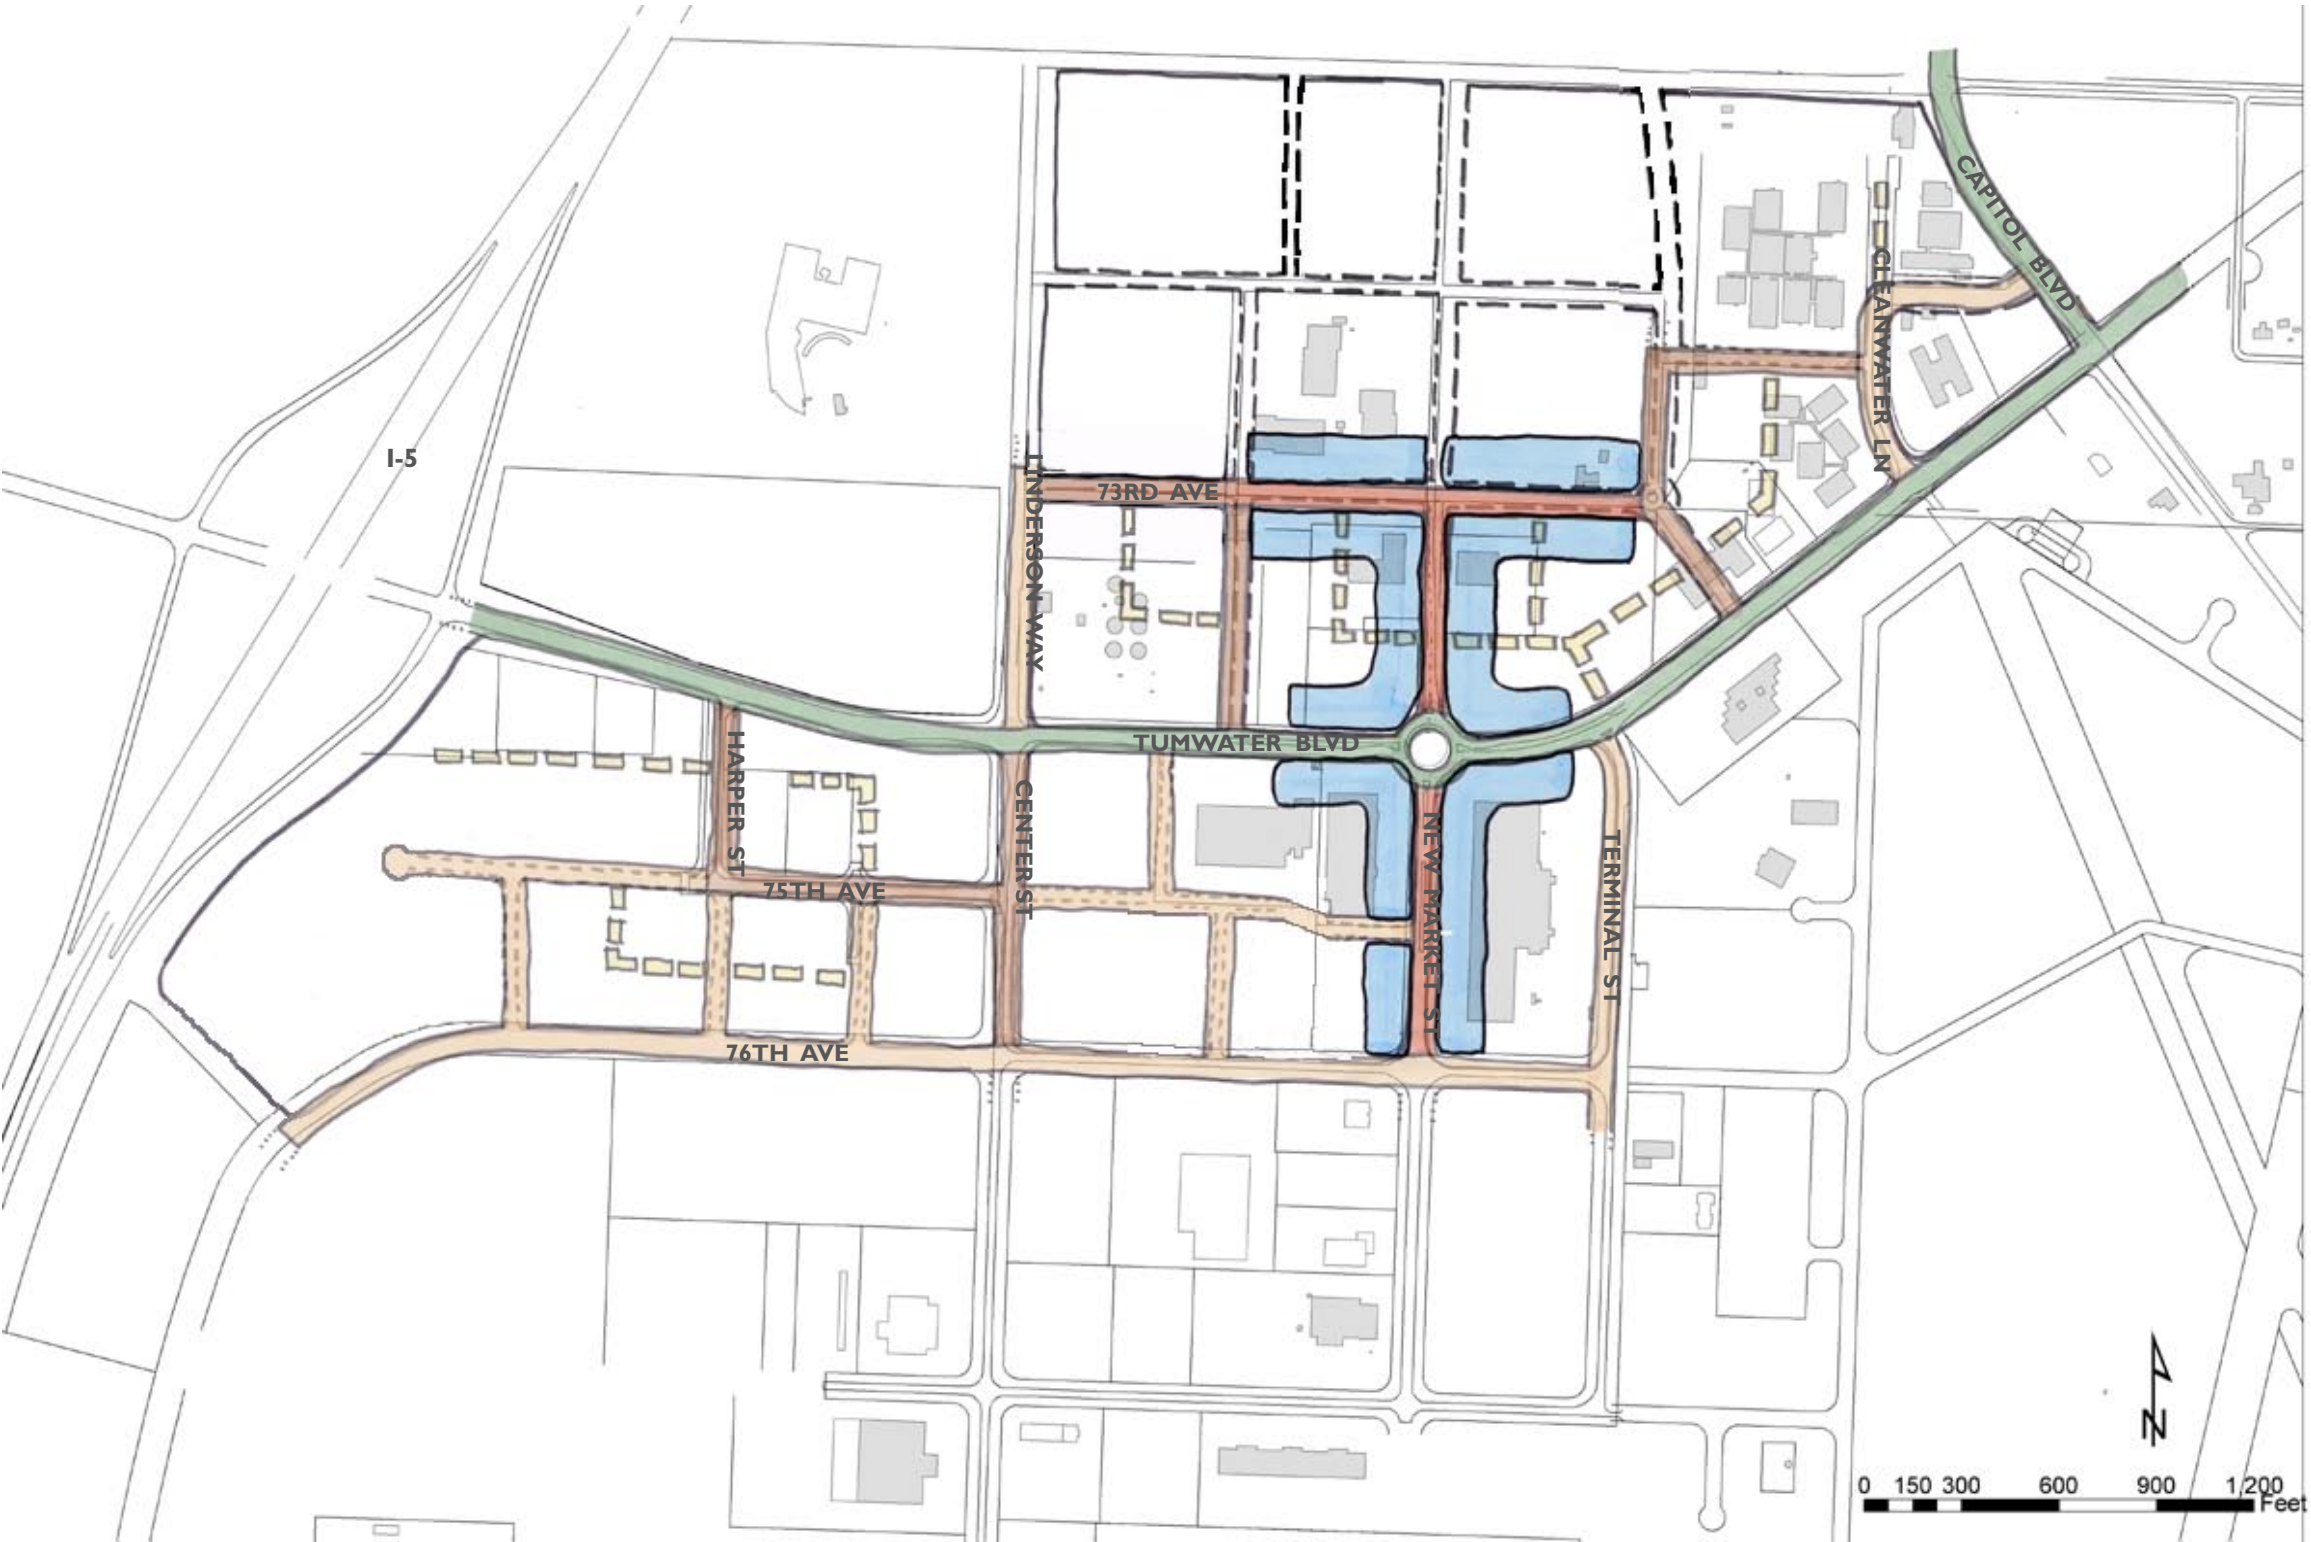 CAPITOL BLVD
CLEANWATER LN
I-5
LINDERSON WAY
73RD AVE
TUMWATER BLVD
HARPER ST
CENTER ST
NEW MARKET ST
TERMINAL ST
75TH AVE
76TH AVE
N
0 150 300 600 900 1,200
Feet